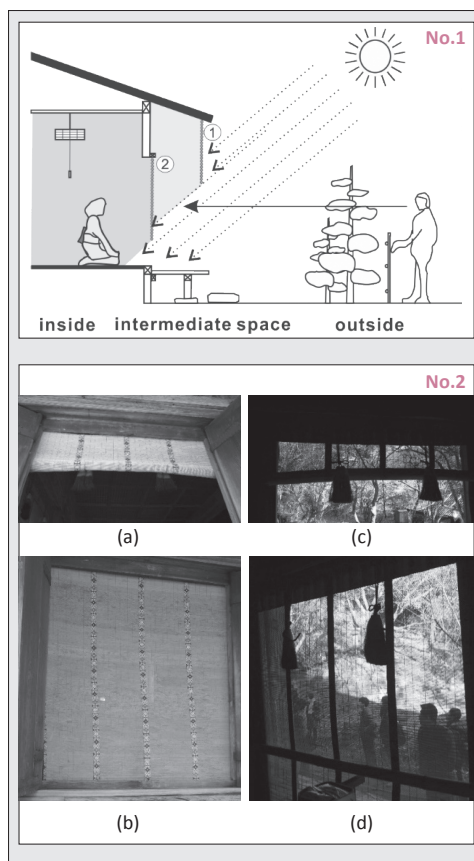 No.1
①
②
inside intermediate space outside
No.2
(a) (c)
(b) (d)